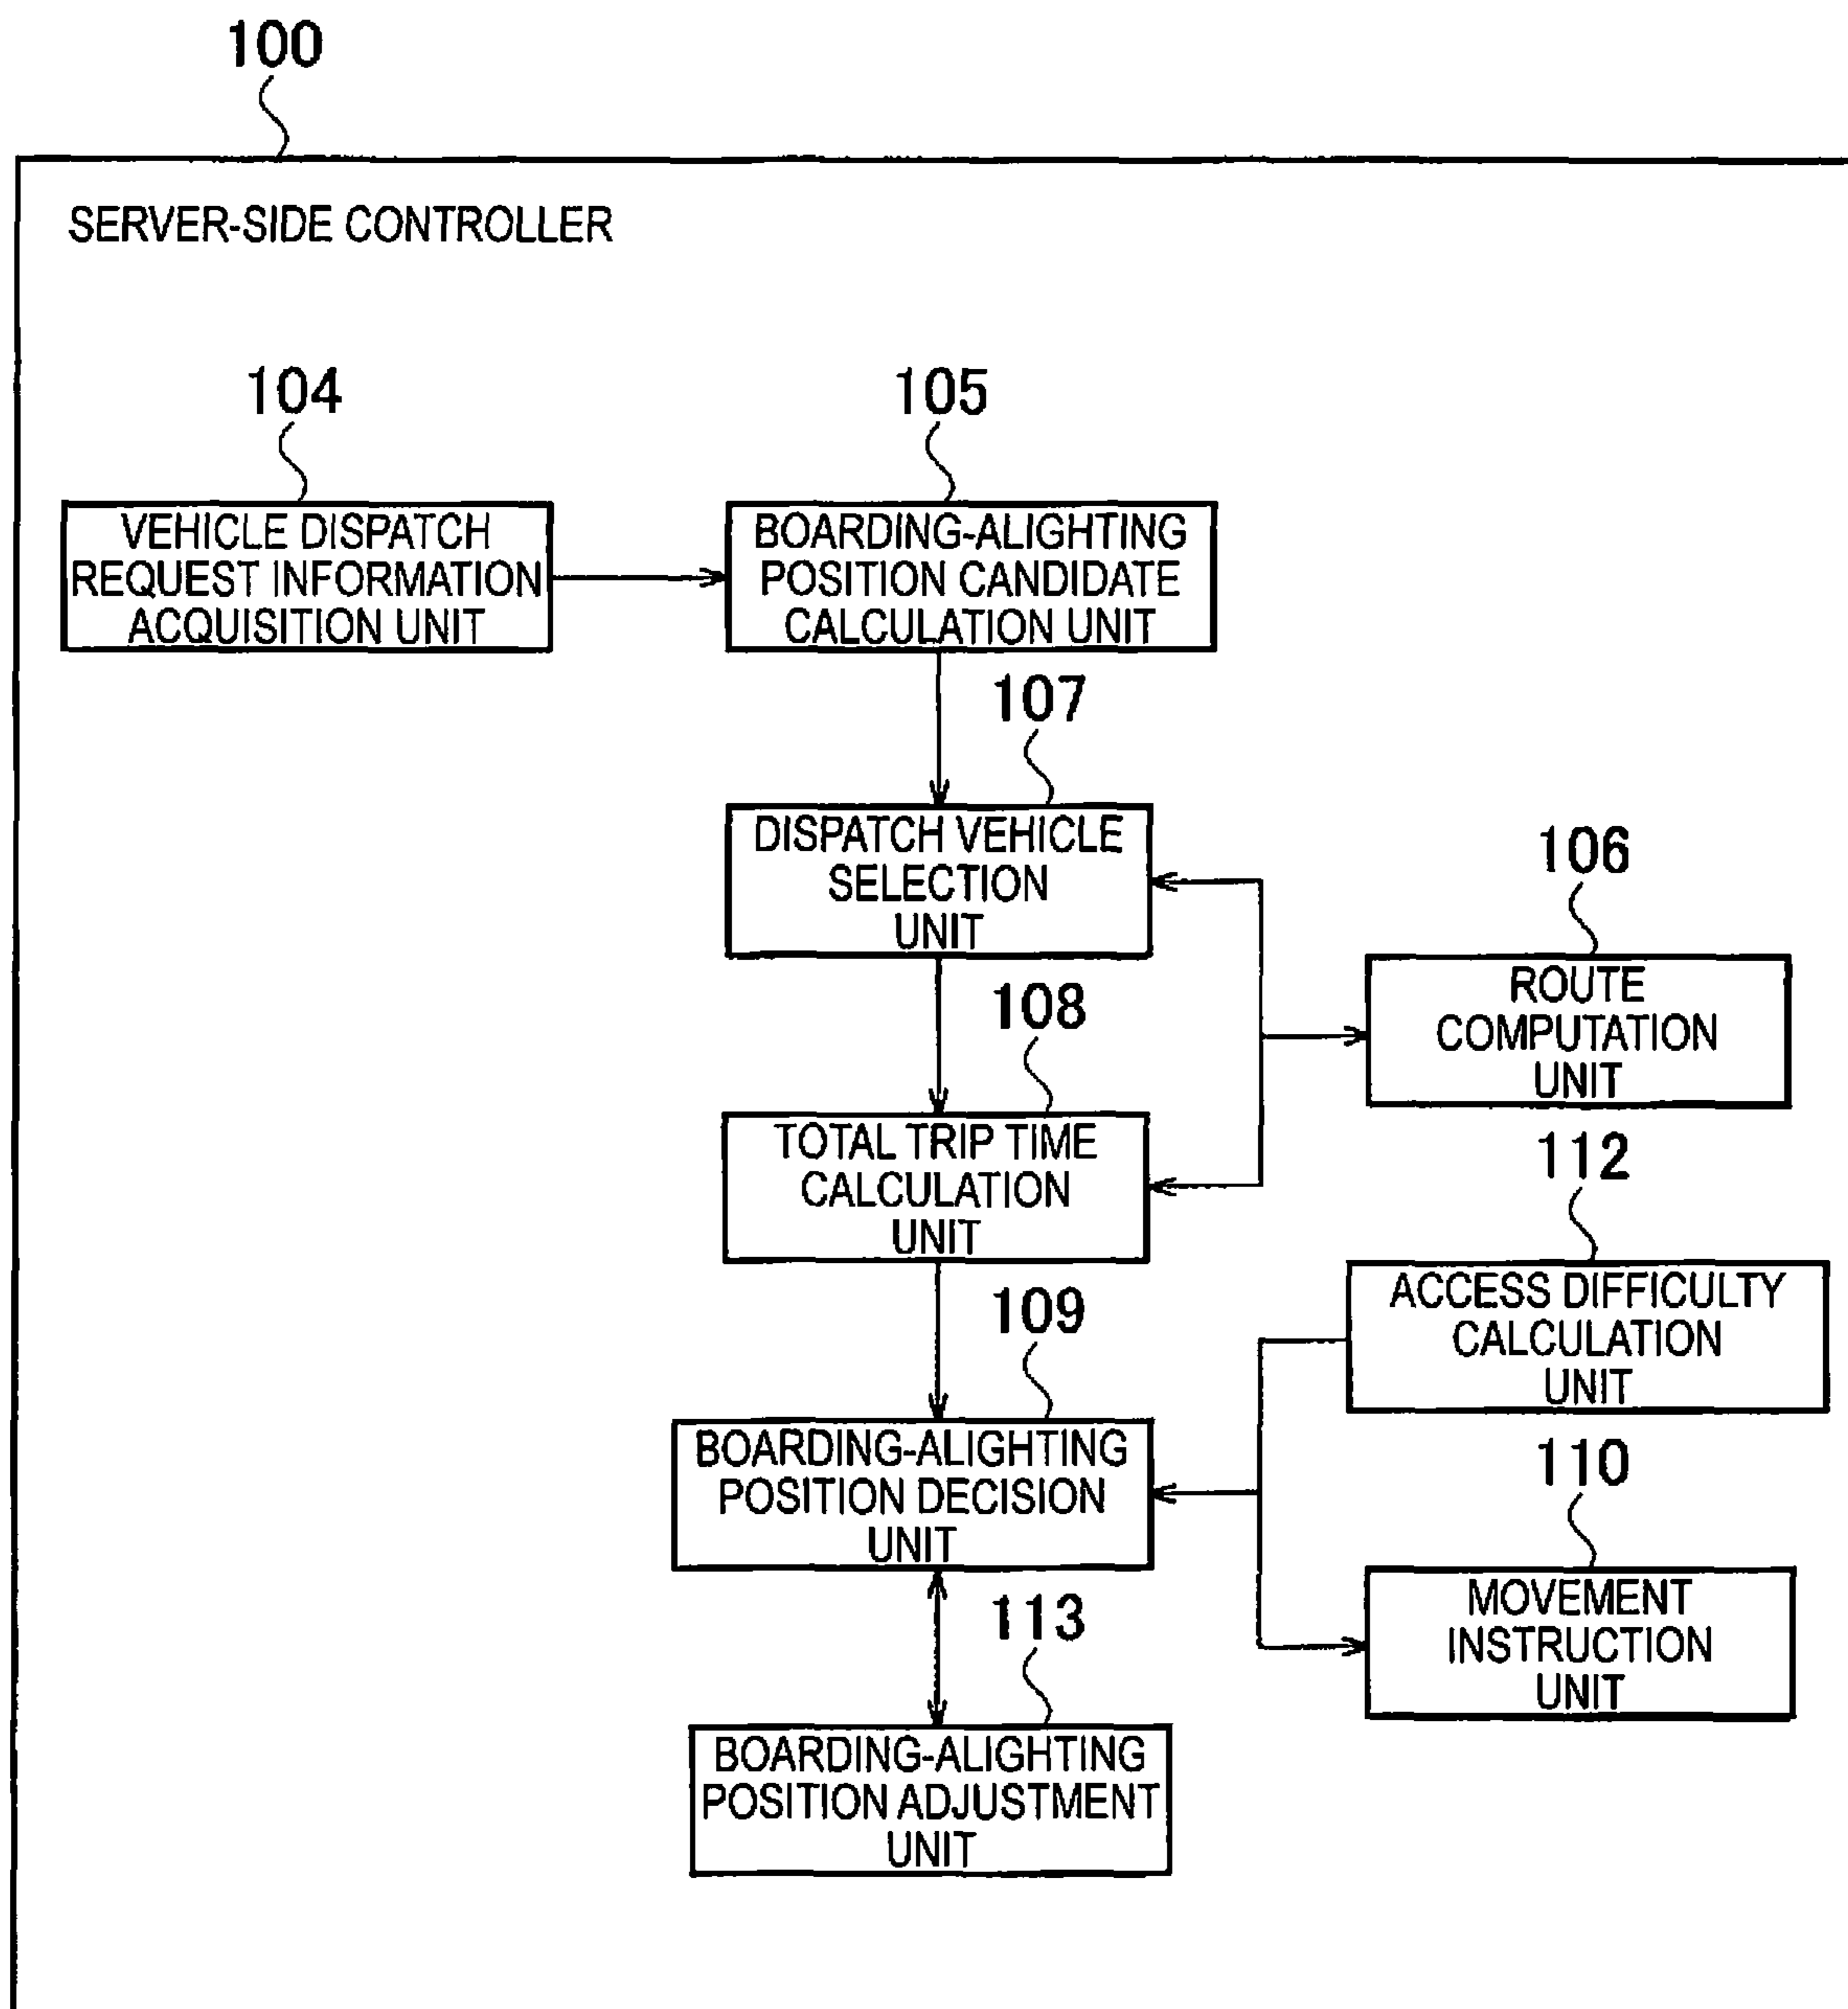 100
SERVER-SIDE CONTROLLER
104
VEHICLE DISPATCH
REQUEST INFORMATION
ACQUISITION UNIT
105
BOARDING-ALIGHTING
POSITION CANDIDATE
CALCULATION UNIT
107
DISPATCH VEHICLE
SELECTION
UNIT
106
ROUTE
COMPUTATION
UNIT
108
TOTAL TRIP TIME
CALCULATION
UNIT
112
ACCESS DIFFICULTY
CALCULATION
UNIT
109
BOARDING-ALIGHTING
POSITION DECISION
UNIT
110
MOVEMENT
INSTRUCTION
UNIT
113
BOARDING-ALIGHTING
POSITION ADJUSTMENT
UNIT